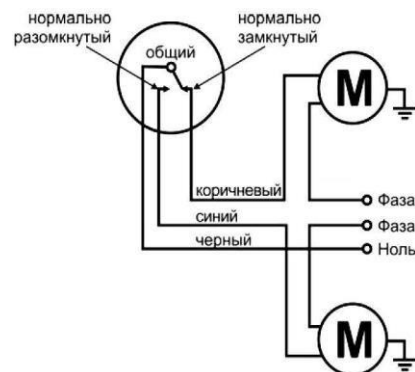 нормально
разомкнутый
нормально
замкнутый
общий
М
коричневый
Фаза
синий
Фаза
черный
Ноль
М